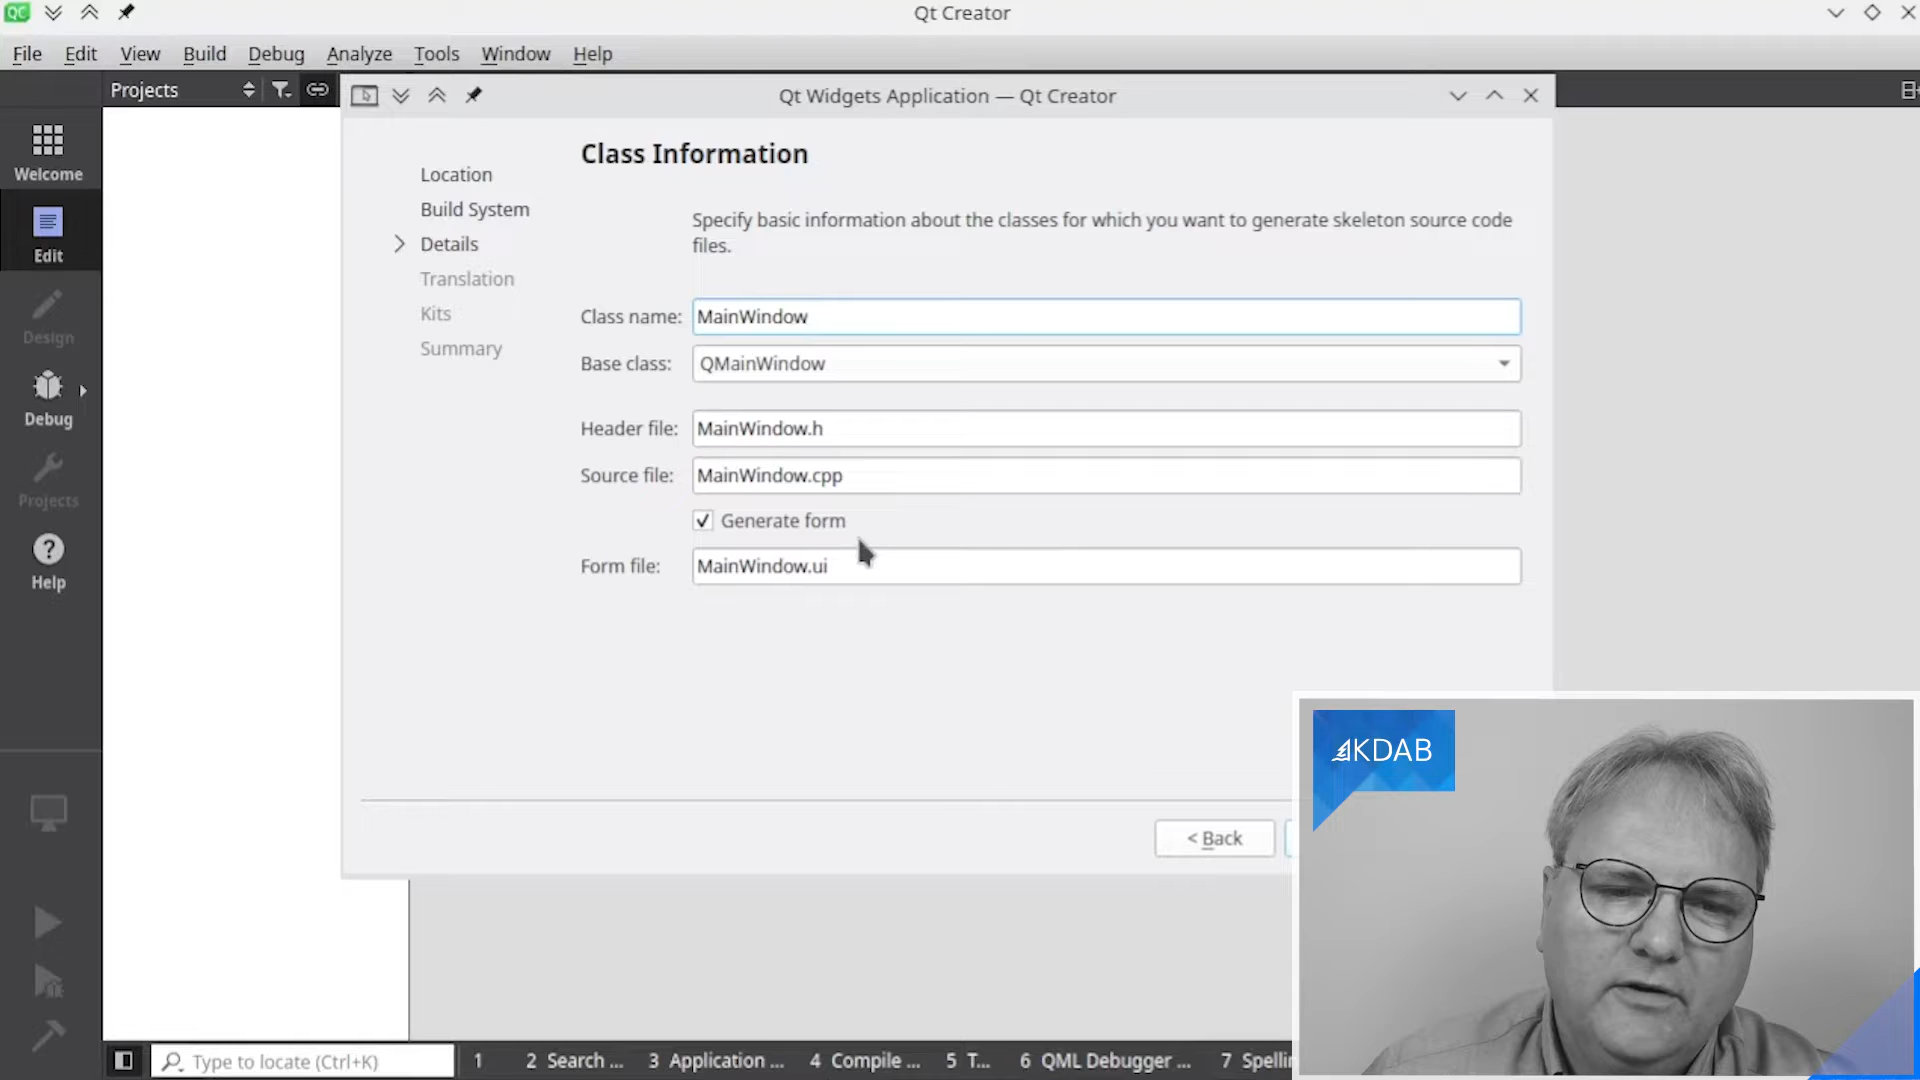 QC
Qt Creator
File Edit View Build Debug Analyze Tools Window Help
Projects
Qt Widgets Application — Qt Creator
Welcome
Edit
Design
Debug
Projects
Help
Location
Build System
Details
Translation
Kits
Summary
Class Information
Specify basic information about the classes for which you want to generate skeleton source code
files.
Class name: MainWindow
Base class: QMainWindow
Header file: MainWindow.h
Source file: MainWindow.cpp
Generate form
Form file: MainWindow.ui
< Back
KDAB
Type to locate (Ctrl+K) 1 2 Search ... 3 Application ... 4 Compile ... 5 T... 6 QML Debugger ... 7 Spellin